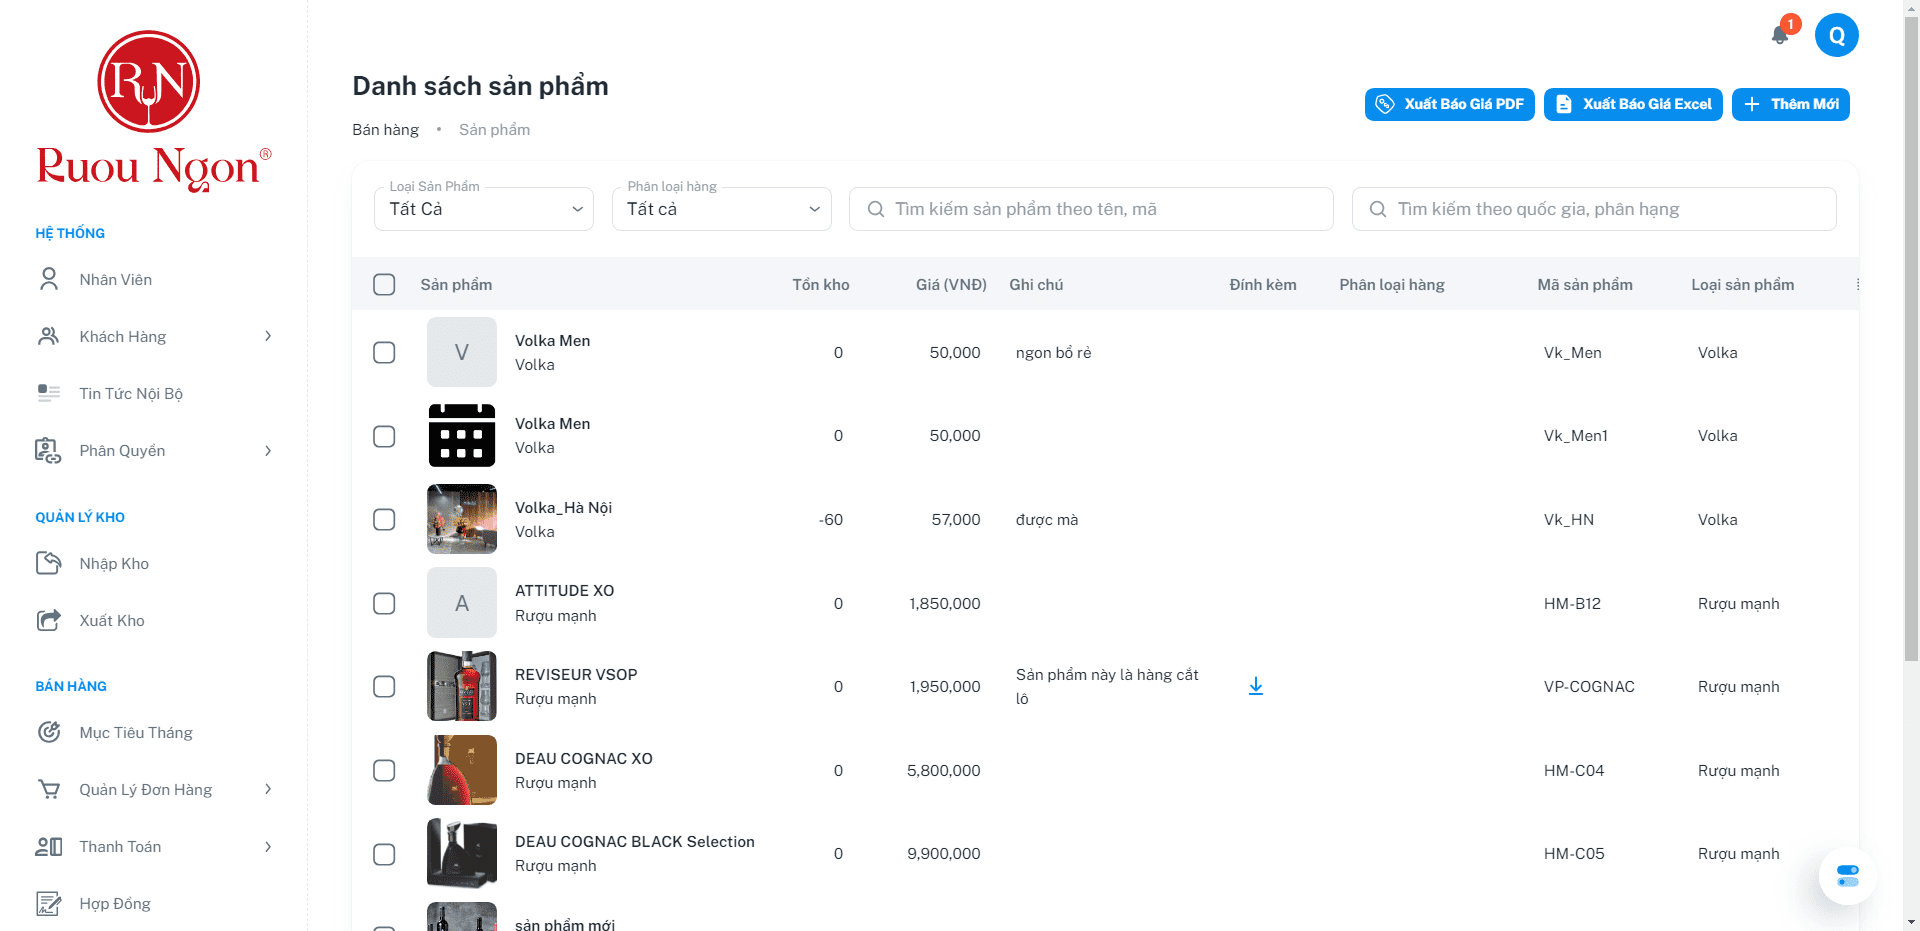 RN
Ruou Ngon®
HỆ THỐNG
Nhân Viên
Khách Hàng
Tin Tức Nội Bộ
Phân Quyền
QUẢN LÝ KHO
Nhập Kho
Xuất Kho
BÁN HÀNG
Mục Tiêu Tháng
Quản Lý Đơn Hàng
Thanh Toán
Hợp Đồng
1
Q
Danh sách sản phẩm
Bán hàng • Sản phẩm
Xuất Báo Giá PDF
Xuất Báo Giá Excel
Thêm Mới
Loại Sản Phẩm
Tất Cả
Phân loại hàng
Tất cả
Tìm kiếm sản phẩm theo tên, mã
Tìm kiếm theo quốc gia, phân hạng
Sản phẩm Tồn kho Giá (VNĐ) Ghi chú Đính kèm Phân loại hàng Mã sản phẩm Loại sản phẩm
V Volka Men 0 50,000 ngon bổ rẻ Vk_Men Volka
Volka
Volka Men 0 50,000 Vk_Men1 Volka
Volka
Volka_Hà Nội -60 57,000 được mà Vk_HN Volka
Volka
A ATTITUDE XO 0 1,850,000 HM-B12 Rượu mạnh
Rượu mạnh
REVISEUR VSOP 0 1,950,000 Sản phẩm này là hàng cắt lô VP-COGNAC Rượu mạnh
Rượu mạnh
DEAU COGNAC XO 0 5,800,000 HM-C04 Rượu mạnh
Rượu mạnh
DEAU COGNAC BLACK Selection 0 9,900,000 HM-C05 Rượu mạnh
Rượu mạnh
sản phẩm mới